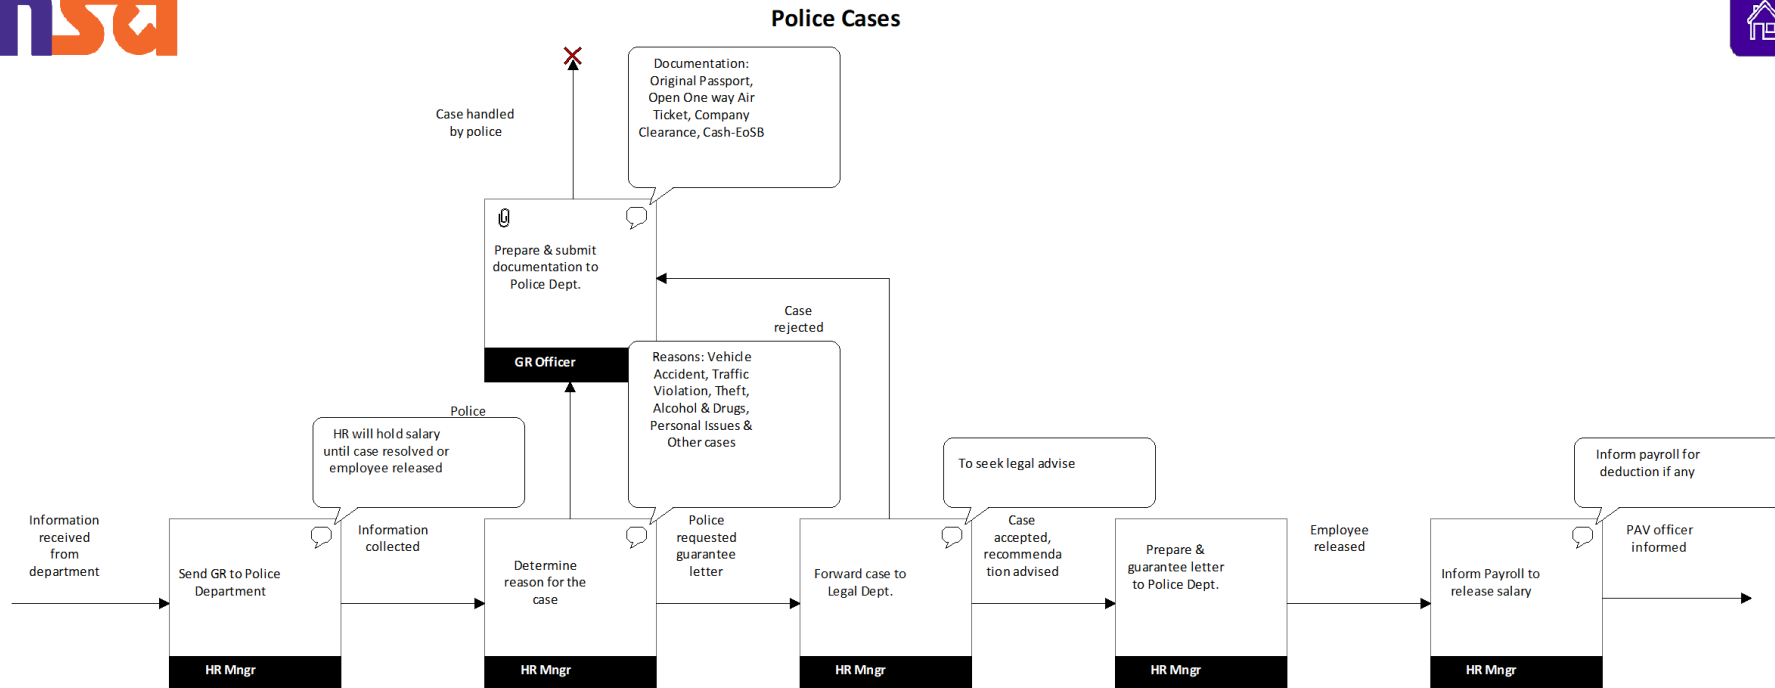 nsa
Police Cases
Documentation:
Original Passport,
Open One way Air
Ticket, Company
Clearance, Cash-EoSB
Case handled
by police
Prepare & submit
documentation to
Police Dept.
GR Officer
Case
rejected
Reasons: Vehicle
Accident, Traffic
Violation, Theft,
Alcohol & Drugs,
Personal Issues &
Other cases
Police
HR will hold salary
until case resolved or
employee released
To seek legal advise
Inform payroll for
deduction if any
Information
received
from
department
Send GR to Police
Department
HR Mngr
Information
collected
Determine
reason for the
case
HR Mngr
Police
requested
guarantee
letter
Forward case to
Legal Dept.
HR Mngr
Case
accepted,
recommenda
tion advised
Prepare &
guarantee letter
to Police Dept.
HR Mngr
Employee
released
Inform Payroll to
release salary
HR Mngr
PAV officer
informed